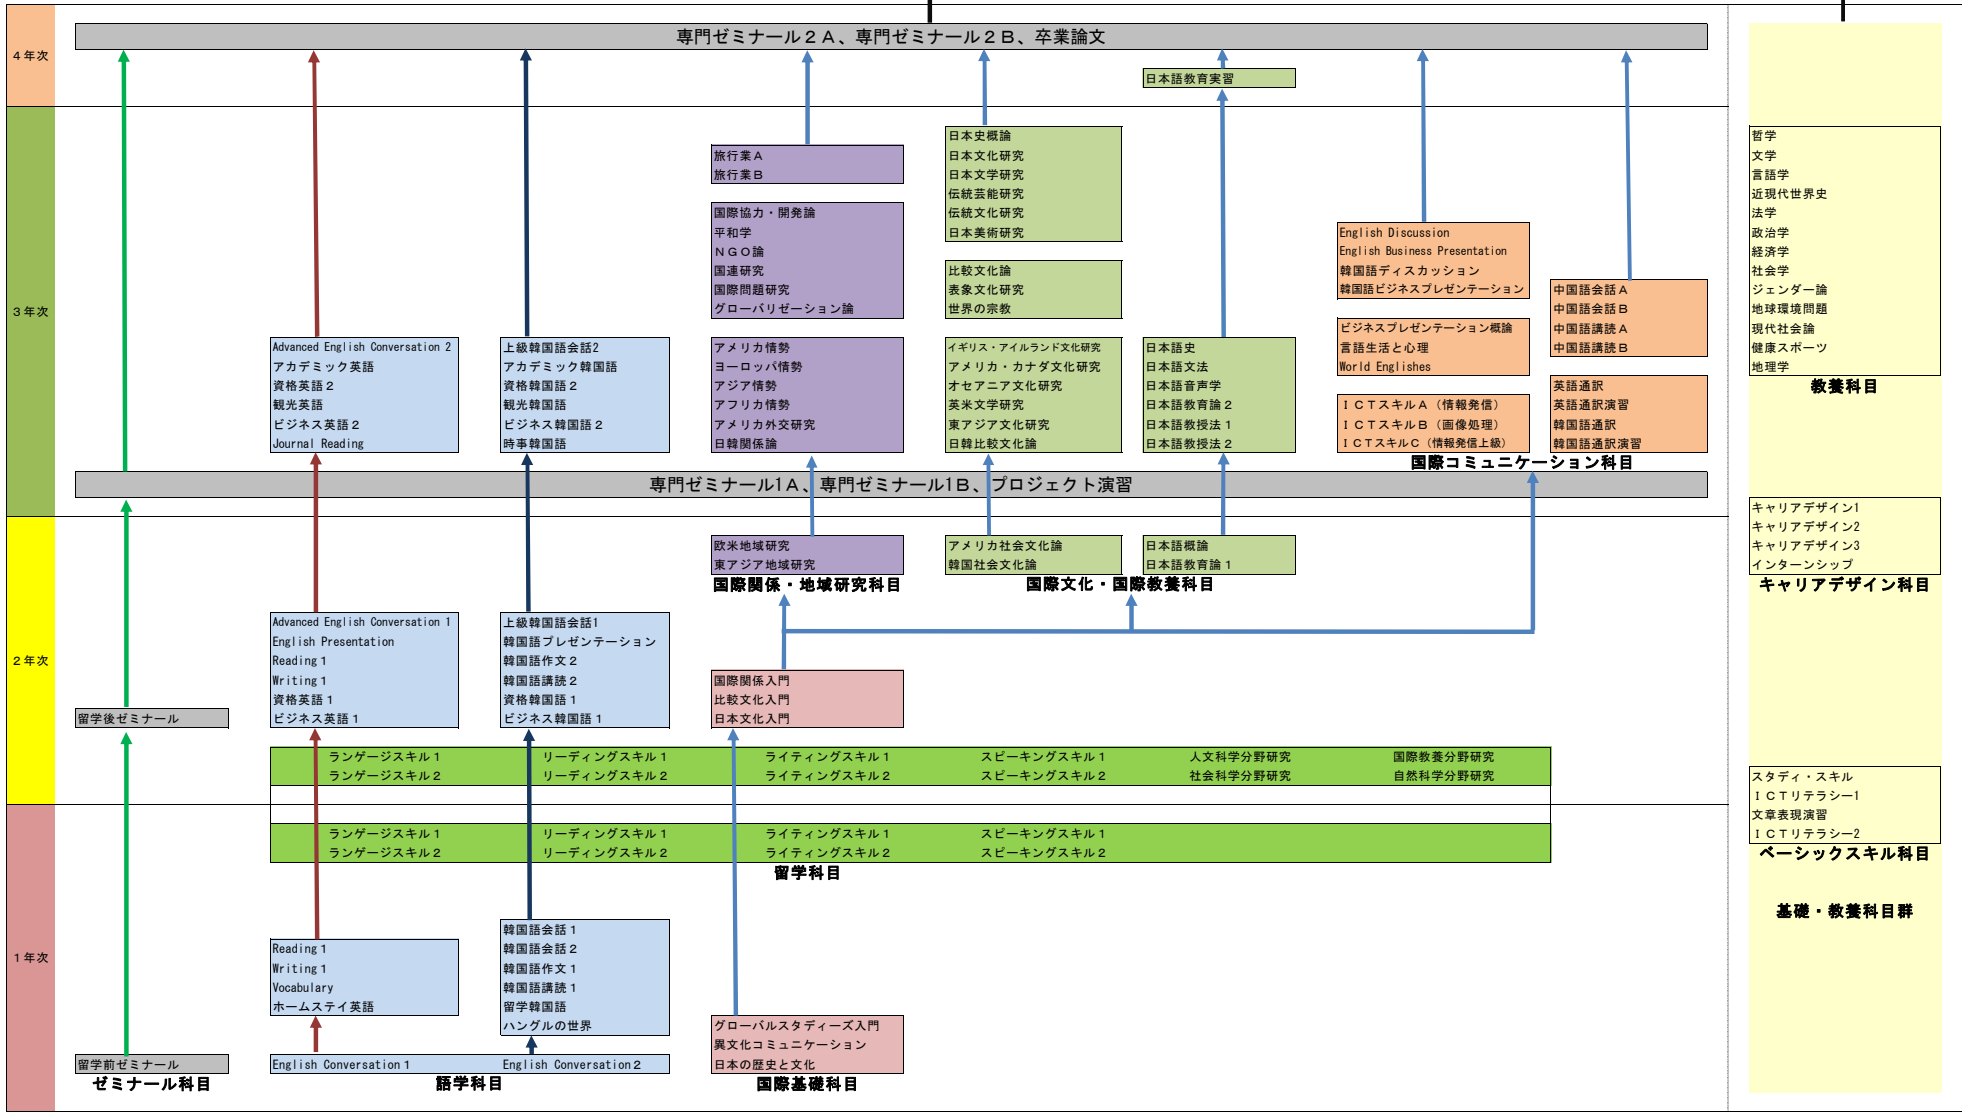 4年次
専門ゼミナール2A、専門ゼミナール2B、卒業論文
日本語教育実習
3年次
旅行業A
旅行業B
国際協力・開発論
平和学
NGO論
国連研究
国際問題研究
グローバリゼーション論
アメリカ情勢
ヨーロッパ情勢
アジア情勢
アフリカ情勢
アメリカ外交研究
日韓関係論
日本史概論
日本文化研究
日本文学研究
伝統芸能研究
伝統文化研究
日本美術研究
比較文化論
表象文化研究
世界の宗教
イギリス・アイルランド文化研究
アメリカ・カナダ文化研究
オセアニア文化研究
英米文学研究
東アジア文化研究
日韓比較文化論
日本語史
日本語文法
日本語音声学
日本語教育論2
日本語教授法1
日本語教授法2
English Discussion
English Business Presentation
韓国語ディスカッション
韓国語ビジネスプレゼンテーション
ビジネスプレゼンテーション概論
言語生活と心理
World Englishes
ICTスキルA(情報発信)
ICTスキルB(画像処理)
ICTスキルC(情報発信上級)
中国語会話A
中国語会話B
中国語講読A
中国語講読B
英語通訳
英語通訳演習
韓国語通訳
韓国語通訳演習
国際コミュニケーション科目
Advanced English Conversation 2
アカデミック英語
資格英語2
観光英語
ビジネス英語2
Journal Reading
上級韓国語会話2
アカデミック韓国語
資格韓国語2
観光韓国語
ビジネス韓国語2
時事韓国語
専門ゼミナール1A、専門ゼミナール1B、プロジェクト演習
2年次
欧米地域研究
東アジア地域研究
国際関係・地域研究科目
アメリカ社会文化論
韓国社会文化論
日本語概論
日本語教育論1
国際文化・国際教養科目
Advanced English Conversation 1
English Presentation
Reading 1
Writing 1
資格英語1
ビジネス英語1
上級韓国語会話1
韓国語プレゼンテーション
韓国語作文2
韓国語講読2
資格韓国語1
ビジネス韓国語1
国際関係入門
比較文化入門
日本文化入門
留学後ゼミナール
ランゲージスキル1 リーディングスキル1 ライティングスキル1 スピーキングスキル1 人文科学分野研究 国際教養分野研究
ランゲージスキル2 リーディングスキル2 ライティングスキル2 スピーキングスキル2 社会科学分野研究 自然科学分野研究
1年次
ランゲージスキル1 リーディングスキル1 ライティングスキル1 スピーキングスキル1
ランゲージスキル2 リーディングスキル2 ライティングスキル2 スピーキングスキル2
留学科目
Reading 1
Writing 1
Vocabulary
ホームステイ英語
韓国語会話1
韓国語会話2
韓国語作文1
韓国語講読1
留学韓国語
ハングルの世界
グローバルスタディーズ入門
異文化コミュニケーション
日本の歴史と文化
留学前ゼミナール
English Conversation 1 English Conversation 2
ゼミナール科目
語学科目
国際基礎科目
哲学
文学
言語学
近現代世界史
法学
政治学
経済学
社会学
ジェンダー論
地球環境問題
現代社会論
健康スポーツ
地理学
教養科目
キャリアデザイン1
キャリアデザイン2
キャリアデザイン3
インターンシップ
キャリアデザイン科目
スタディ・スキル
ICTリテラシー1
文章表現演習
ICTリテラシー2
ベーシックスキル科目
基礎・教養科目群